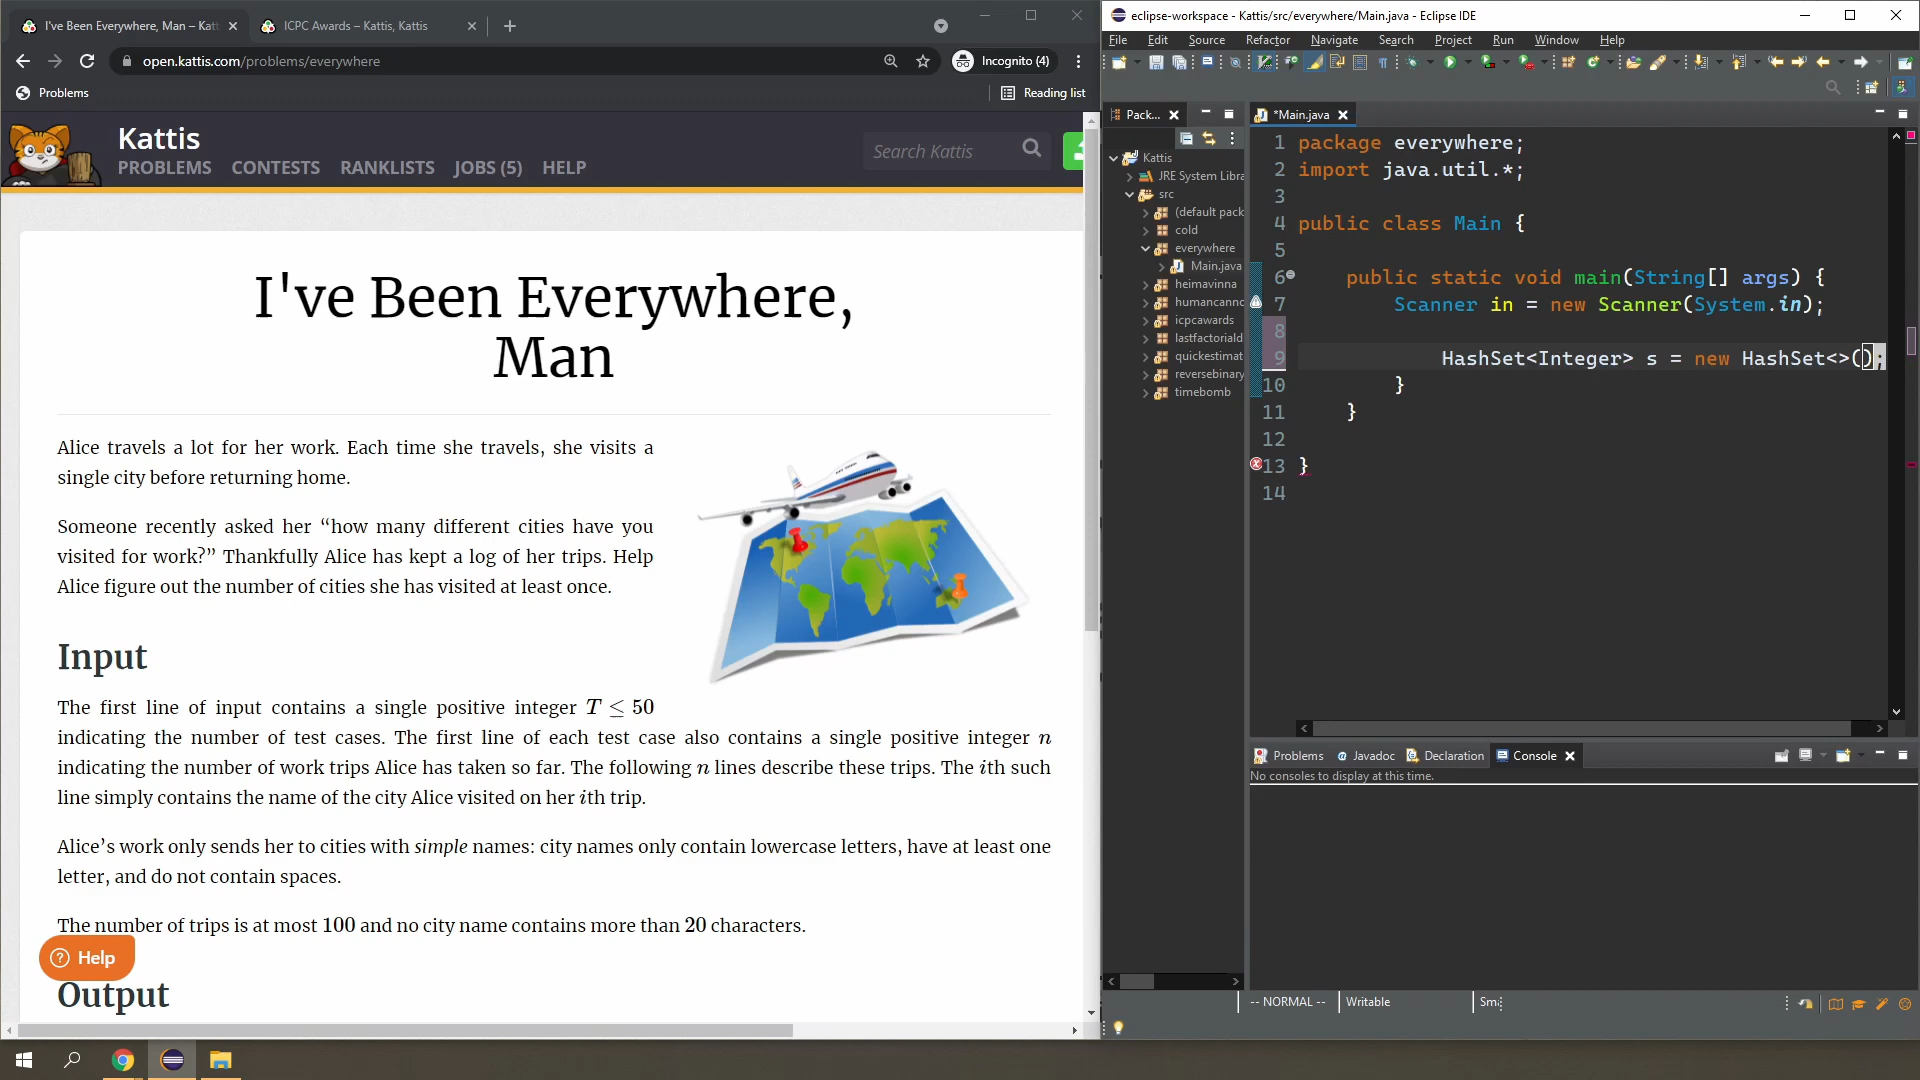 I've Been Everywhere, Man – Kat
ICPC Awards – Kattis, Kattis
open.kattis.com/problems/everywhere
Incognito (4)
Problems
Reading list
Kattis
Search Kattis
PROBLEMS CONTESTS RANKLISTS JOBS (5) HELP
I've Been Everywhere,
Man
Alice travels a lot for her work. Each time she travels, she visits a
single city before returning home.
Someone recently asked her “how many different cities have you
visited for work?” Thankfully Alice has kept a log of her trips. Help
Alice figure out the number of cities she has visited at least once.
Input
The first line of input contains a single positive integer T ≤ 50
indicating the number of test cases. The first line of each test case also contains a single positive integer n
indicating the number of work trips Alice has taken so far. The following n lines describe these trips. The ith such
line simply contains the name of the city Alice visited on her ith trip.
Alice’s work only sends her to cities with simple names: city names only contain lowercase letters, have at least one
letter, and do not contain spaces.
The number of trips is at most 100 and no city name contains more than 20 characters.
Help
Output
eclipse-workspace - Kattis/src/everywhere/Main.java - Eclipse IDE
File Edit Source Refactor Navigate Search Project Run Window Help
Pack...
Kattis
JRE System Libra
src
(default pack
cold
everywhere
Main.java
heimavinna
humancanno
icpcawards
lastfactoriald
quickestimat
reversebinary
timebomb
*Main.java
1 package everywhere;
2 import java.util.*;
3
4 public class Main {
5
6 public static void main(String[] args) {
7 Scanner in = new Scanner(System.in);
8
9 HashSet<Integer> s = new HashSet<>();
10 }
11 }
12
13 }
14
Problems @ Javadoc Declaration Console
No consoles to display at this time.
-- NORMAL -- Writable Sm